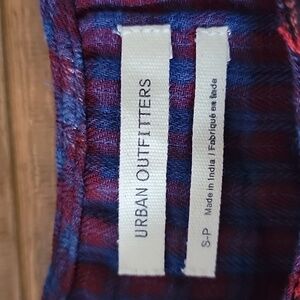 URBAN OUTFITTERS
S-P Made in India / Fabriqué en Inde